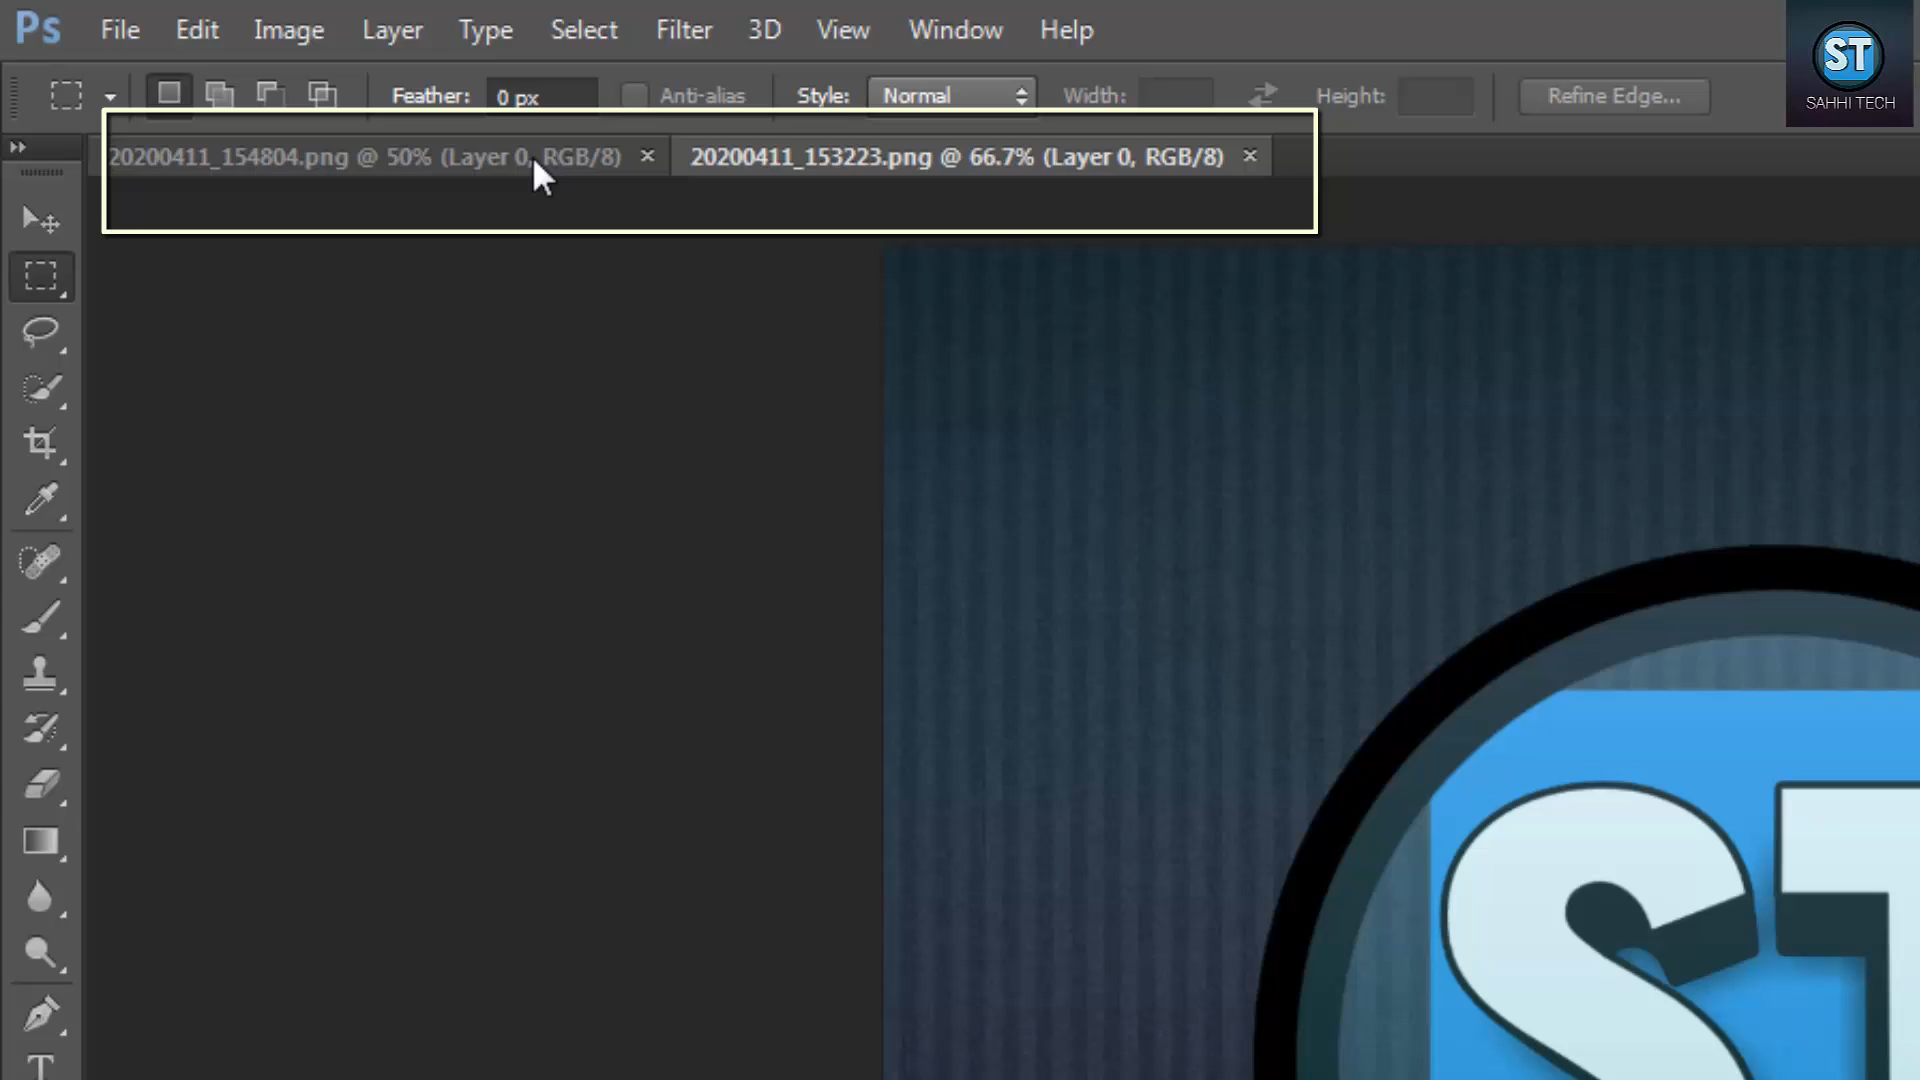 Ps File Edit Image Layer Type Select Filter 3D View Window Help
ST
SAHHI TECH
Feather: 0 px Anti-alias Style: Normal Width: Height: Refine Edge...
20200411_154804.png @ 50% (Layer 0, RGB/8) × 20200411_153223.png @ 66.7% (Layer 0, RGB/8) ×
ST
T